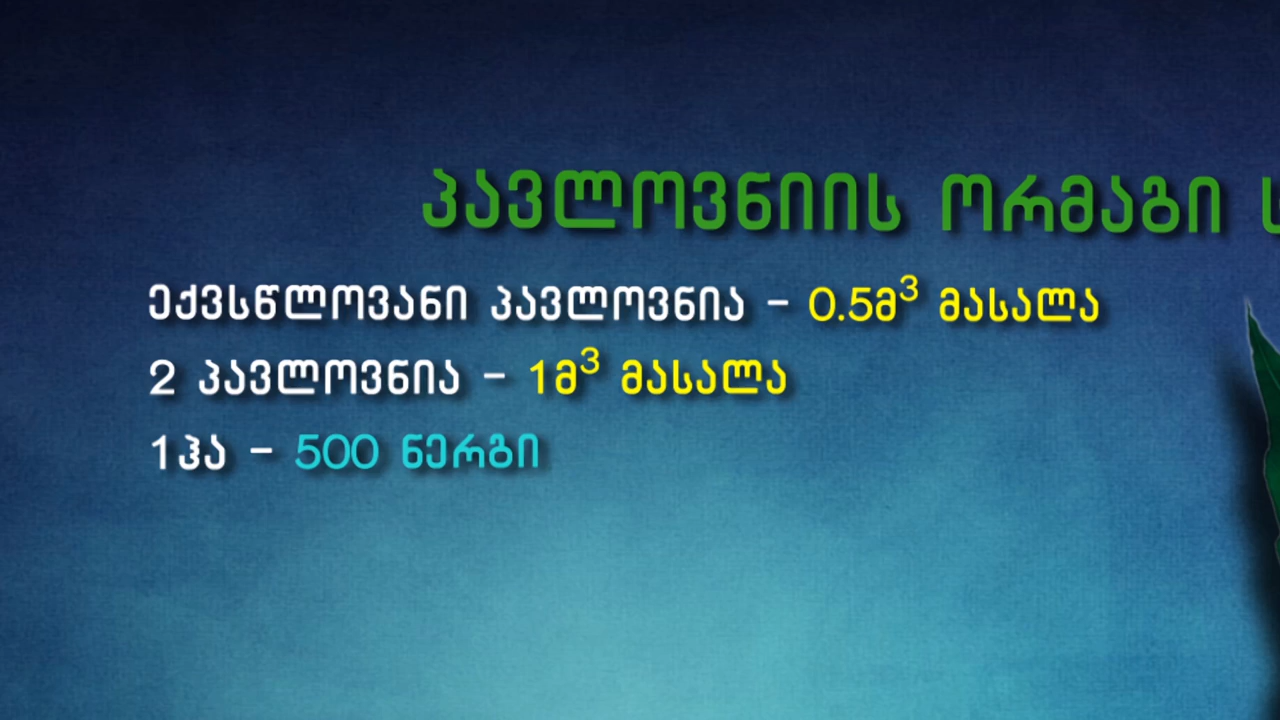 პავლოვნიის ორმაგი
ექვსწლოვანი პავლოვნია - 0.5მ³ მასალა
2 პავლოვნია - 1მ³ მასალა
1ჰა - 500 ნერგი